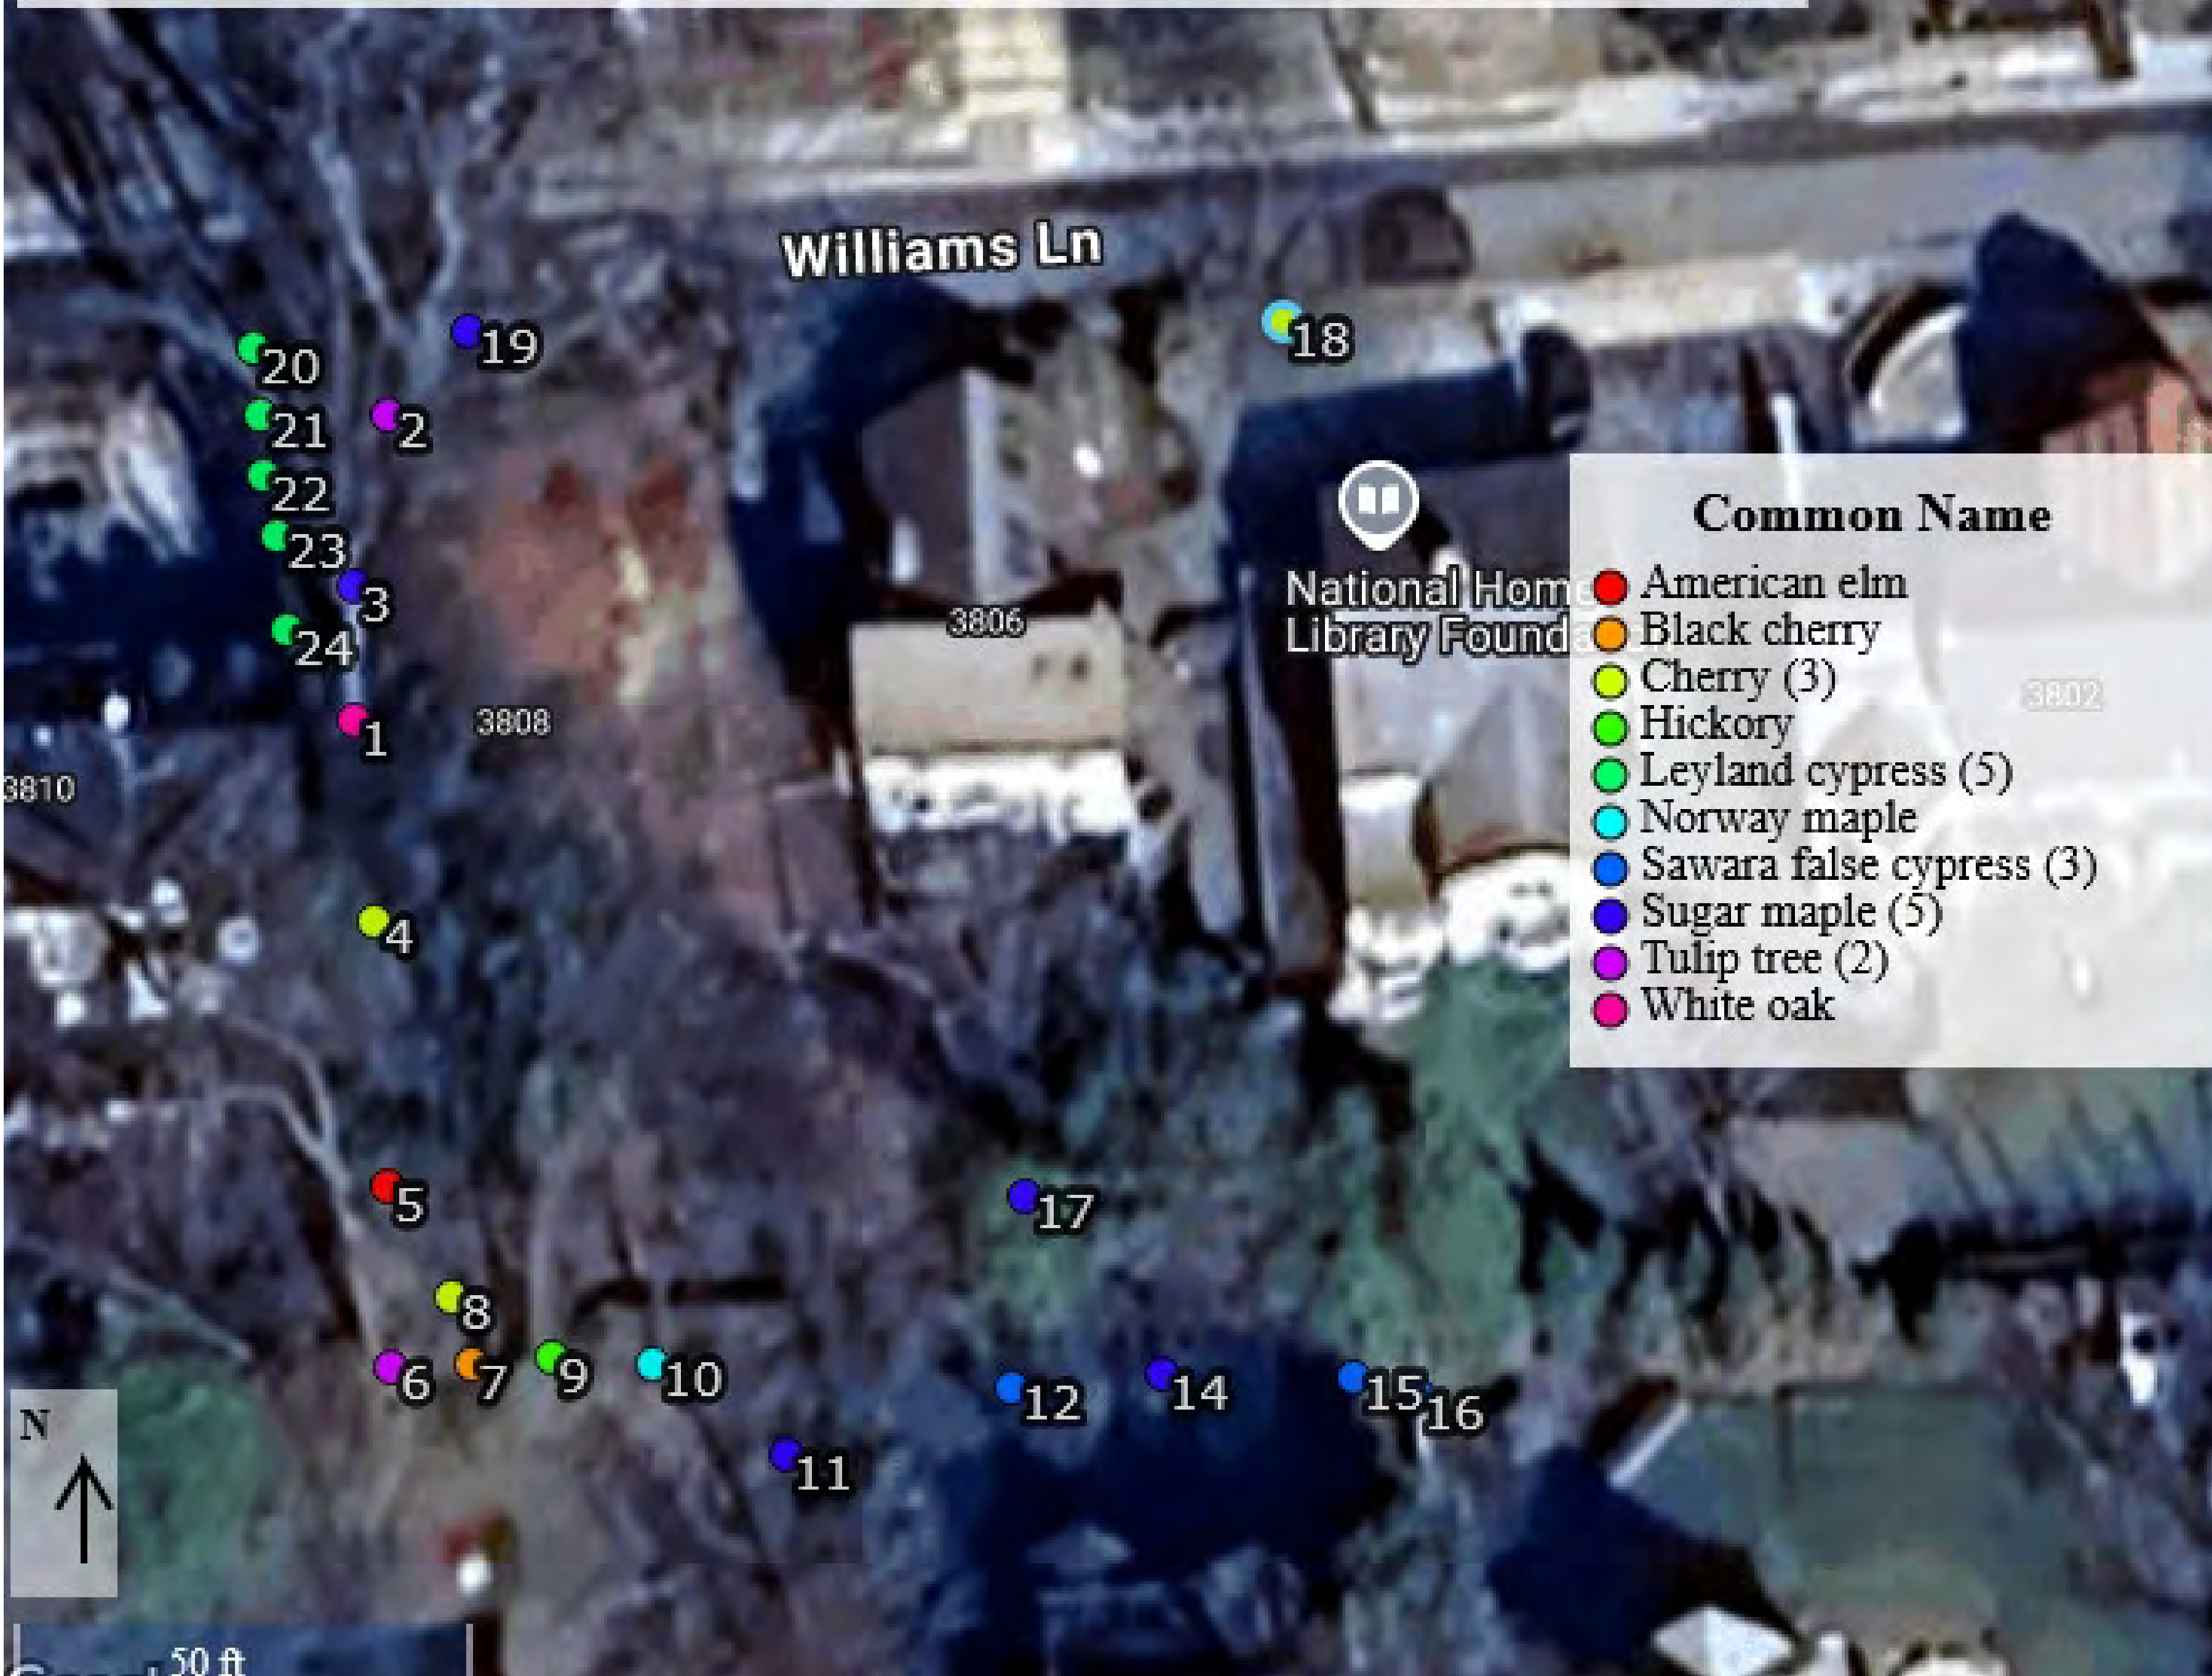 Williams Ln
18
19
20
2
21
22
23
3
24
1
3806
3808
3810
National Hom
Library Founda
3802
Common Name
American elm
Black cherry
Cherry (3)
Hickory
Leyland cypress (5)
Norway maple
Sawara false cypress (3)
Sugar maple (5)
Tulip tree (2)
White oak
4
5
17
8
6
7
9
10
12
14
15
16
11
N
50 ft